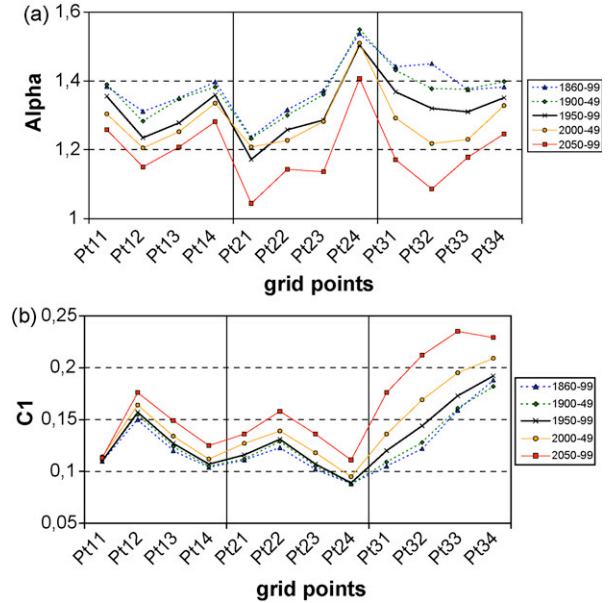 (a)
1,6
1,4
1,2
1
Alpha
Pt11 Pt12 Pt13 Pt14 Pt21 Pt22 Pt23 Pt24 Pt31 Pt32 Pt33 Pt34
grid points
1860-99
1900-49
1950-99
2000-49
2050-99
(b)
0,25
0,2
0,15
0,1
0,05
C1
Pt11 Pt12 Pt13 Pt14 Pt21 Pt22 Pt23 Pt24 Pt31 Pt32 Pt33 Pt34
grid points
1860-99
1900-49
1950-99
2000-49
2050-99